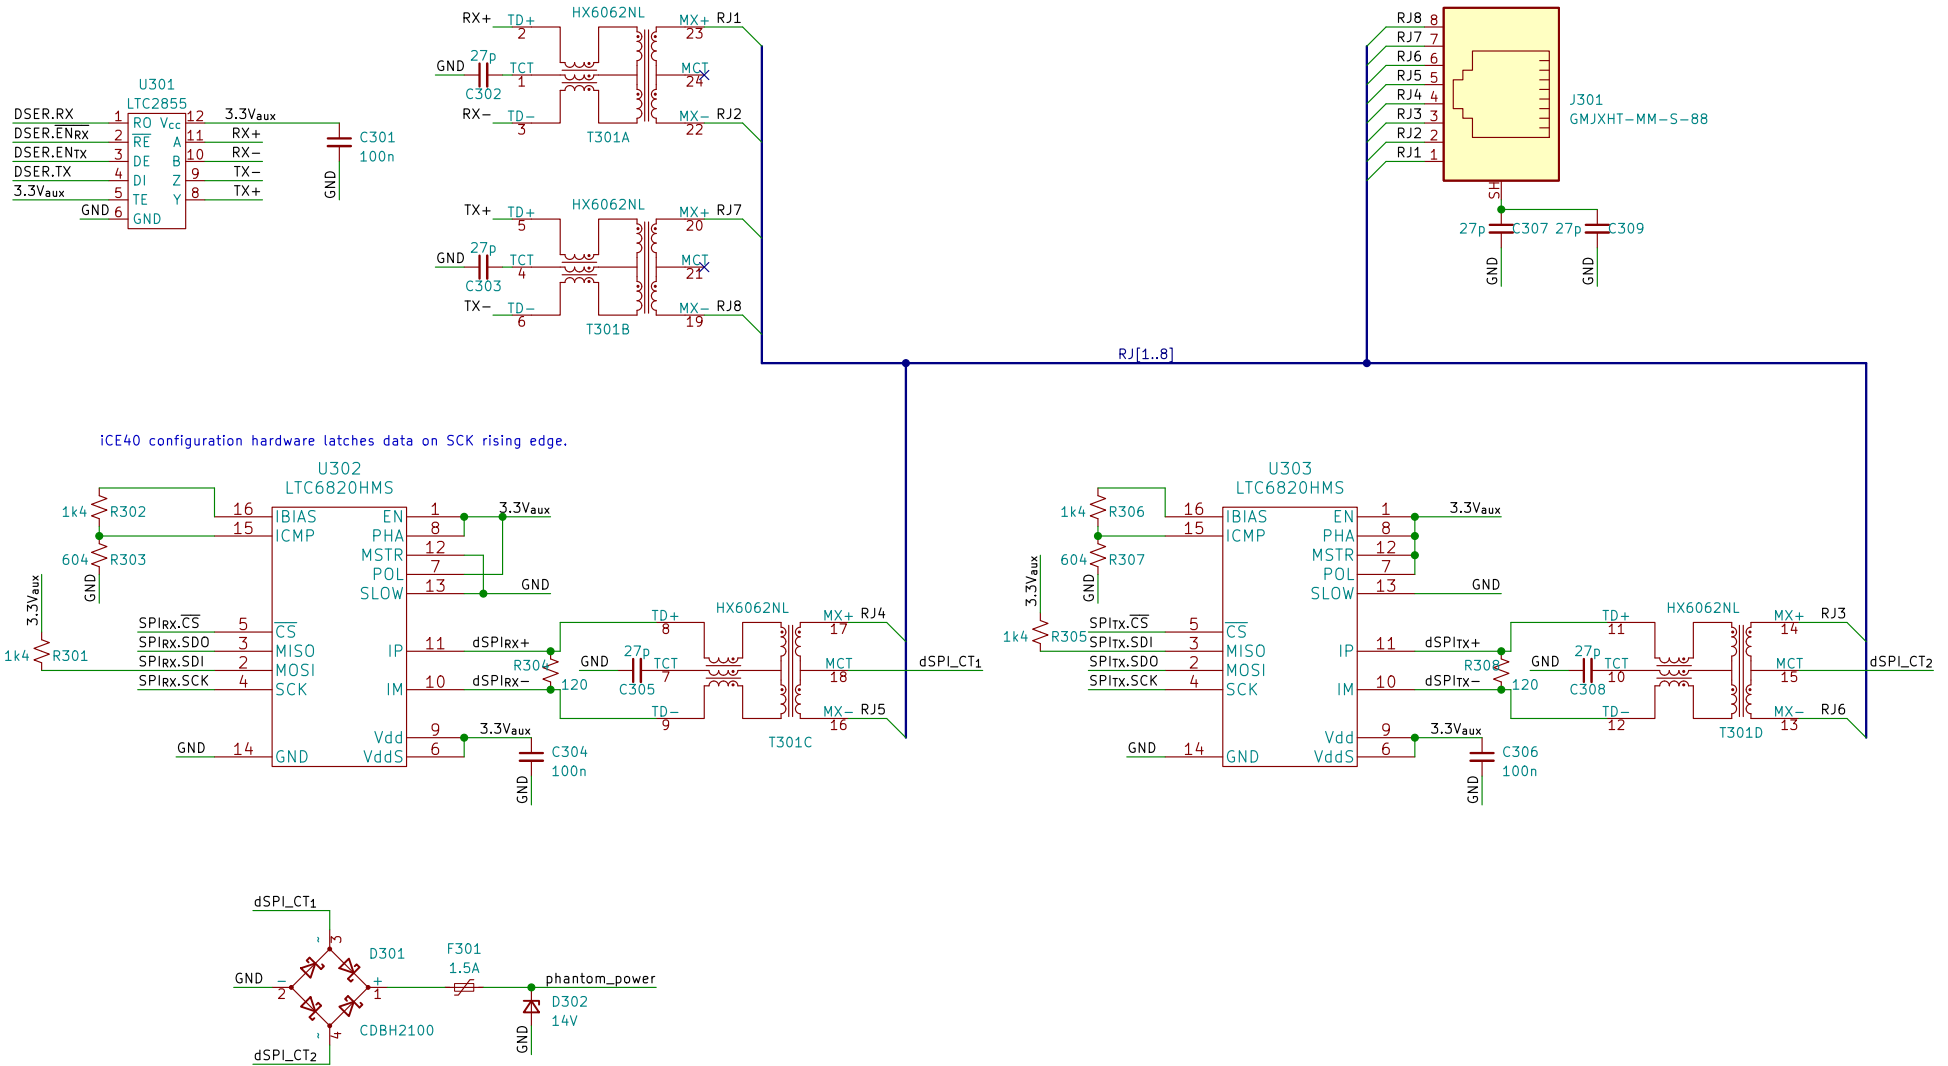 U301
LTC2855
DSER.RX
DSER.ENRX
DSER.ENTX
DSER.TX
3.3Vaux
GND
1 RO Vcc 12
2 RE A 11
3 DE B 10
4 DI Z 9
5 TE Y 8
6 GND
3.3Vaux
RX+
RX-
TX-
TX+
C301
100n
GND
HX6062NL
RX+ TD+ 2
MX+ 23 RJ1
27p
GND TCT 1
C302
MCT 24
RX- TD- 3
MX- 22 RJ2
T301A
HX6062NL
TX+ TD+ 5
MX+ 20 RJ7
27p
GND TCT 4
C303
MCT 21
TX- TD- 6
MX- 19 RJ8
T301B
RJ8 8
RJ7 7
RJ6 6
RJ5 5
RJ4 4
RJ3 3
RJ2 2
RJ1 1
J301
GMJXHT-MM-S-88
SH
27p C307 27p C309
GND GND
RJ[1..8]
iCE40 configuration hardware latches data on SCK rising edge.
U302
LTC6820HMS
1k4 R302
604 R303
GND
3.3Vaux
1k4 R301
16 IBIAS
15 ICMP
SPIRX.CS 5 CS
SPIRX.SDO 3 MISO
SPIRX.SDI 2 MOSI
SPIRX.SCK 4 SCK
GND 14 GND
EN 1 3.3Vaux
PHA 8
MSTR 12
POL 7
SLOW 13 GND
IP 11 dSPIRX+
IM 10 dSPIRX-
Vdd 9 3.3Vaux
VddS 6
C304
100n
GND
R304
120
HX6062NL
TD+ 8
MX+ 17 RJ4
GND 27p TCT 7
C305
MCT 18 dSPI_CT1
TD- 9
MX- 16 RJ5
T301C
U303
LTC6820HMS
1k4 R306
604 R307
GND
3.3Vaux
1k4 R305
16 IBIAS
15 ICMP
SPITX.CS 5 CS
SPITX.SDI 3 MISO
SPITX.SDO 2 MOSI
SPITX.SCK 4 SCK
GND 14 GND
EN 1 3.3Vaux
PHA 8
MSTR 12
POL 7
SLOW 13 GND
IP 11 dSPITX+
IM 10 dSPITX-
Vdd 9 3.3Vaux
VddS 6
C306
100n
GND
R308
120
HX6062NL
TD+ 11
MX+ 14 RJ3
GND 27p TCT 10
C308
MCT 15 dSPI_CT2
TD- 12
MX- 13 RJ6
T301D
dSPI_CT1
~ 3
D301
GND - 2
+ 1
~ 4
CDBH2100
dSPI_CT2
F301
1.5A
phantom_power
D302
14V
GND